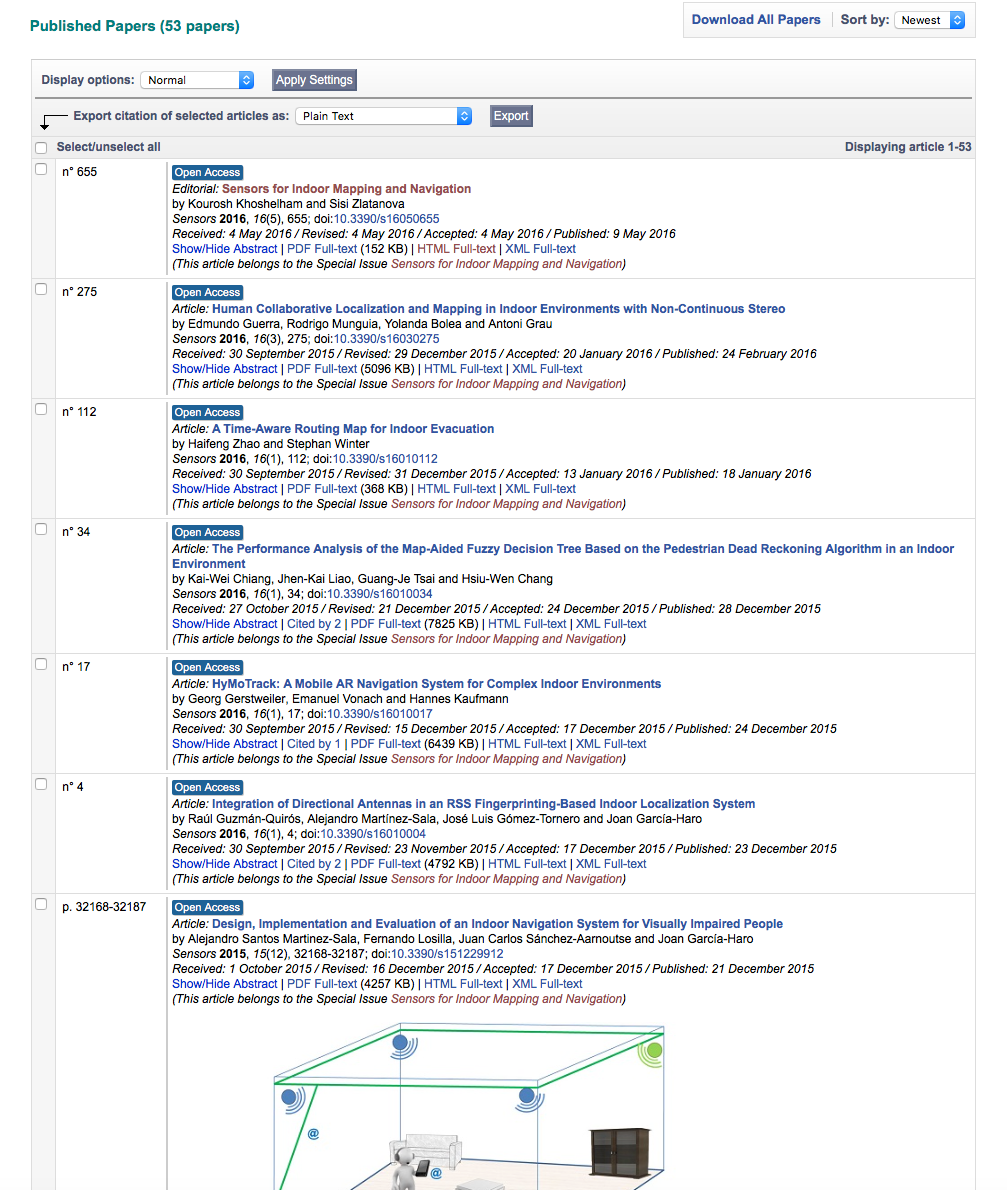 Published Papers (53 papers)
Download All Papers
Sort by: Newest
Display options: Normal Apply Settings
Export citation of selected articles as: Plain Text Export
Select/unselect all Displaying article 1-53
n° 655
Open Access
Editorial: Sensors for Indoor Mapping and Navigation
by Kourosh Khoshelham and Sisi Zlatanova
Sensors 2016, 16(5), 655; doi:10.3390/s16050655
Received: 4 May 2016 / Revised: 4 May 2016 / Accepted: 4 May 2016 / Published: 9 May 2016
Show/Hide Abstract | PDF Full-text (152 KB) | HTML Full-text | XML Full-text
(This article belongs to the Special Issue Sensors for Indoor Mapping and Navigation)
n° 275
Open Access
Article: Human Collaborative Localization and Mapping in Indoor Environments with Non-Continuous Stereo
by Edmundo Guerra, Rodrigo Munguia, Yolanda Bolea and Antoni Grau
Sensors 2016, 16(3), 275; doi:10.3390/s16030275
Received: 30 September 2015 / Revised: 29 December 2015 / Accepted: 20 January 2016 / Published: 24 February 2016
Show/Hide Abstract | PDF Full-text (5096 KB) | HTML Full-text | XML Full-text
(This article belongs to the Special Issue Sensors for Indoor Mapping and Navigation)
n° 112
Open Access
Article: A Time-Aware Routing Map for Indoor Evacuation
by Haifeng Zhao and Stephan Winter
Sensors 2016, 16(1), 112; doi:10.3390/s16010112
Received: 30 September 2015 / Revised: 31 December 2015 / Accepted: 13 January 2016 / Published: 18 January 2016
Show/Hide Abstract | PDF Full-text (368 KB) | HTML Full-text | XML Full-text
(This article belongs to the Special Issue Sensors for Indoor Mapping and Navigation)
n° 34
Open Access
Article: The Performance Analysis of the Map-Aided Fuzzy Decision Tree Based on the Pedestrian Dead Reckoning Algorithm in an Indoor
Environment
by Kai-Wei Chiang, Jhen-Kai Liao, Guang-Je Tsai and Hsiu-Wen Chang
Sensors 2016, 16(1), 34; doi:10.3390/s16010034
Received: 27 October 2015 / Revised: 21 December 2015 / Accepted: 24 December 2015 / Published: 28 December 2015
Show/Hide Abstract | Cited by 2 | PDF Full-text (7825 KB) | HTML Full-text | XML Full-text
(This article belongs to the Special Issue Sensors for Indoor Mapping and Navigation)
n° 17
Open Access
Article: HyMoTrack: A Mobile AR Navigation System for Complex Indoor Environments
by Georg Gerstweiler, Emanuel Vonach and Hannes Kaufmann
Sensors 2016, 16(1), 17; doi:10.3390/s16010017
Received: 30 September 2015 / Revised: 15 December 2015 / Accepted: 17 December 2015 / Published: 24 December 2015
Show/Hide Abstract | Cited by 1 | PDF Full-text (6439 KB) | HTML Full-text | XML Full-text
(This article belongs to the Special Issue Sensors for Indoor Mapping and Navigation)
n° 4
Open Access
Article: Integration of Directional Antennas in an RSS Fingerprinting-Based Indoor Localization System
by Raúl Guzmán-Quirós, Alejandro Martínez-Sala, José Luis Gómez-Tornero and Joan García-Haro
Sensors 2016, 16(1), 4; doi:10.3390/s16010004
Received: 30 September 2015 / Revised: 23 November 2015 / Accepted: 17 December 2015 / Published: 23 December 2015
Show/Hide Abstract | Cited by 2 | PDF Full-text (4792 KB) | HTML Full-text | XML Full-text
(This article belongs to the Special Issue Sensors for Indoor Mapping and Navigation)
p. 32168-32187
Open Access
Article: Design, Implementation and Evaluation of an Indoor Navigation System for Visually Impaired People
by Alejandro Santos Martinez-Sala, Fernando Losilla, Juan Carlos Sánchez-Aarnoutse and Joan García-Haro
Sensors 2015, 15(12), 32168-32187; doi:10.3390/s151229912
Received: 1 October 2015 / Revised: 16 December 2015 / Accepted: 17 December 2015 / Published: 21 December 2015
Show/Hide Abstract | PDF Full-text (4257 KB) | HTML Full-text | XML Full-text
(This article belongs to the Special Issue Sensors for Indoor Mapping and Navigation)
@
@